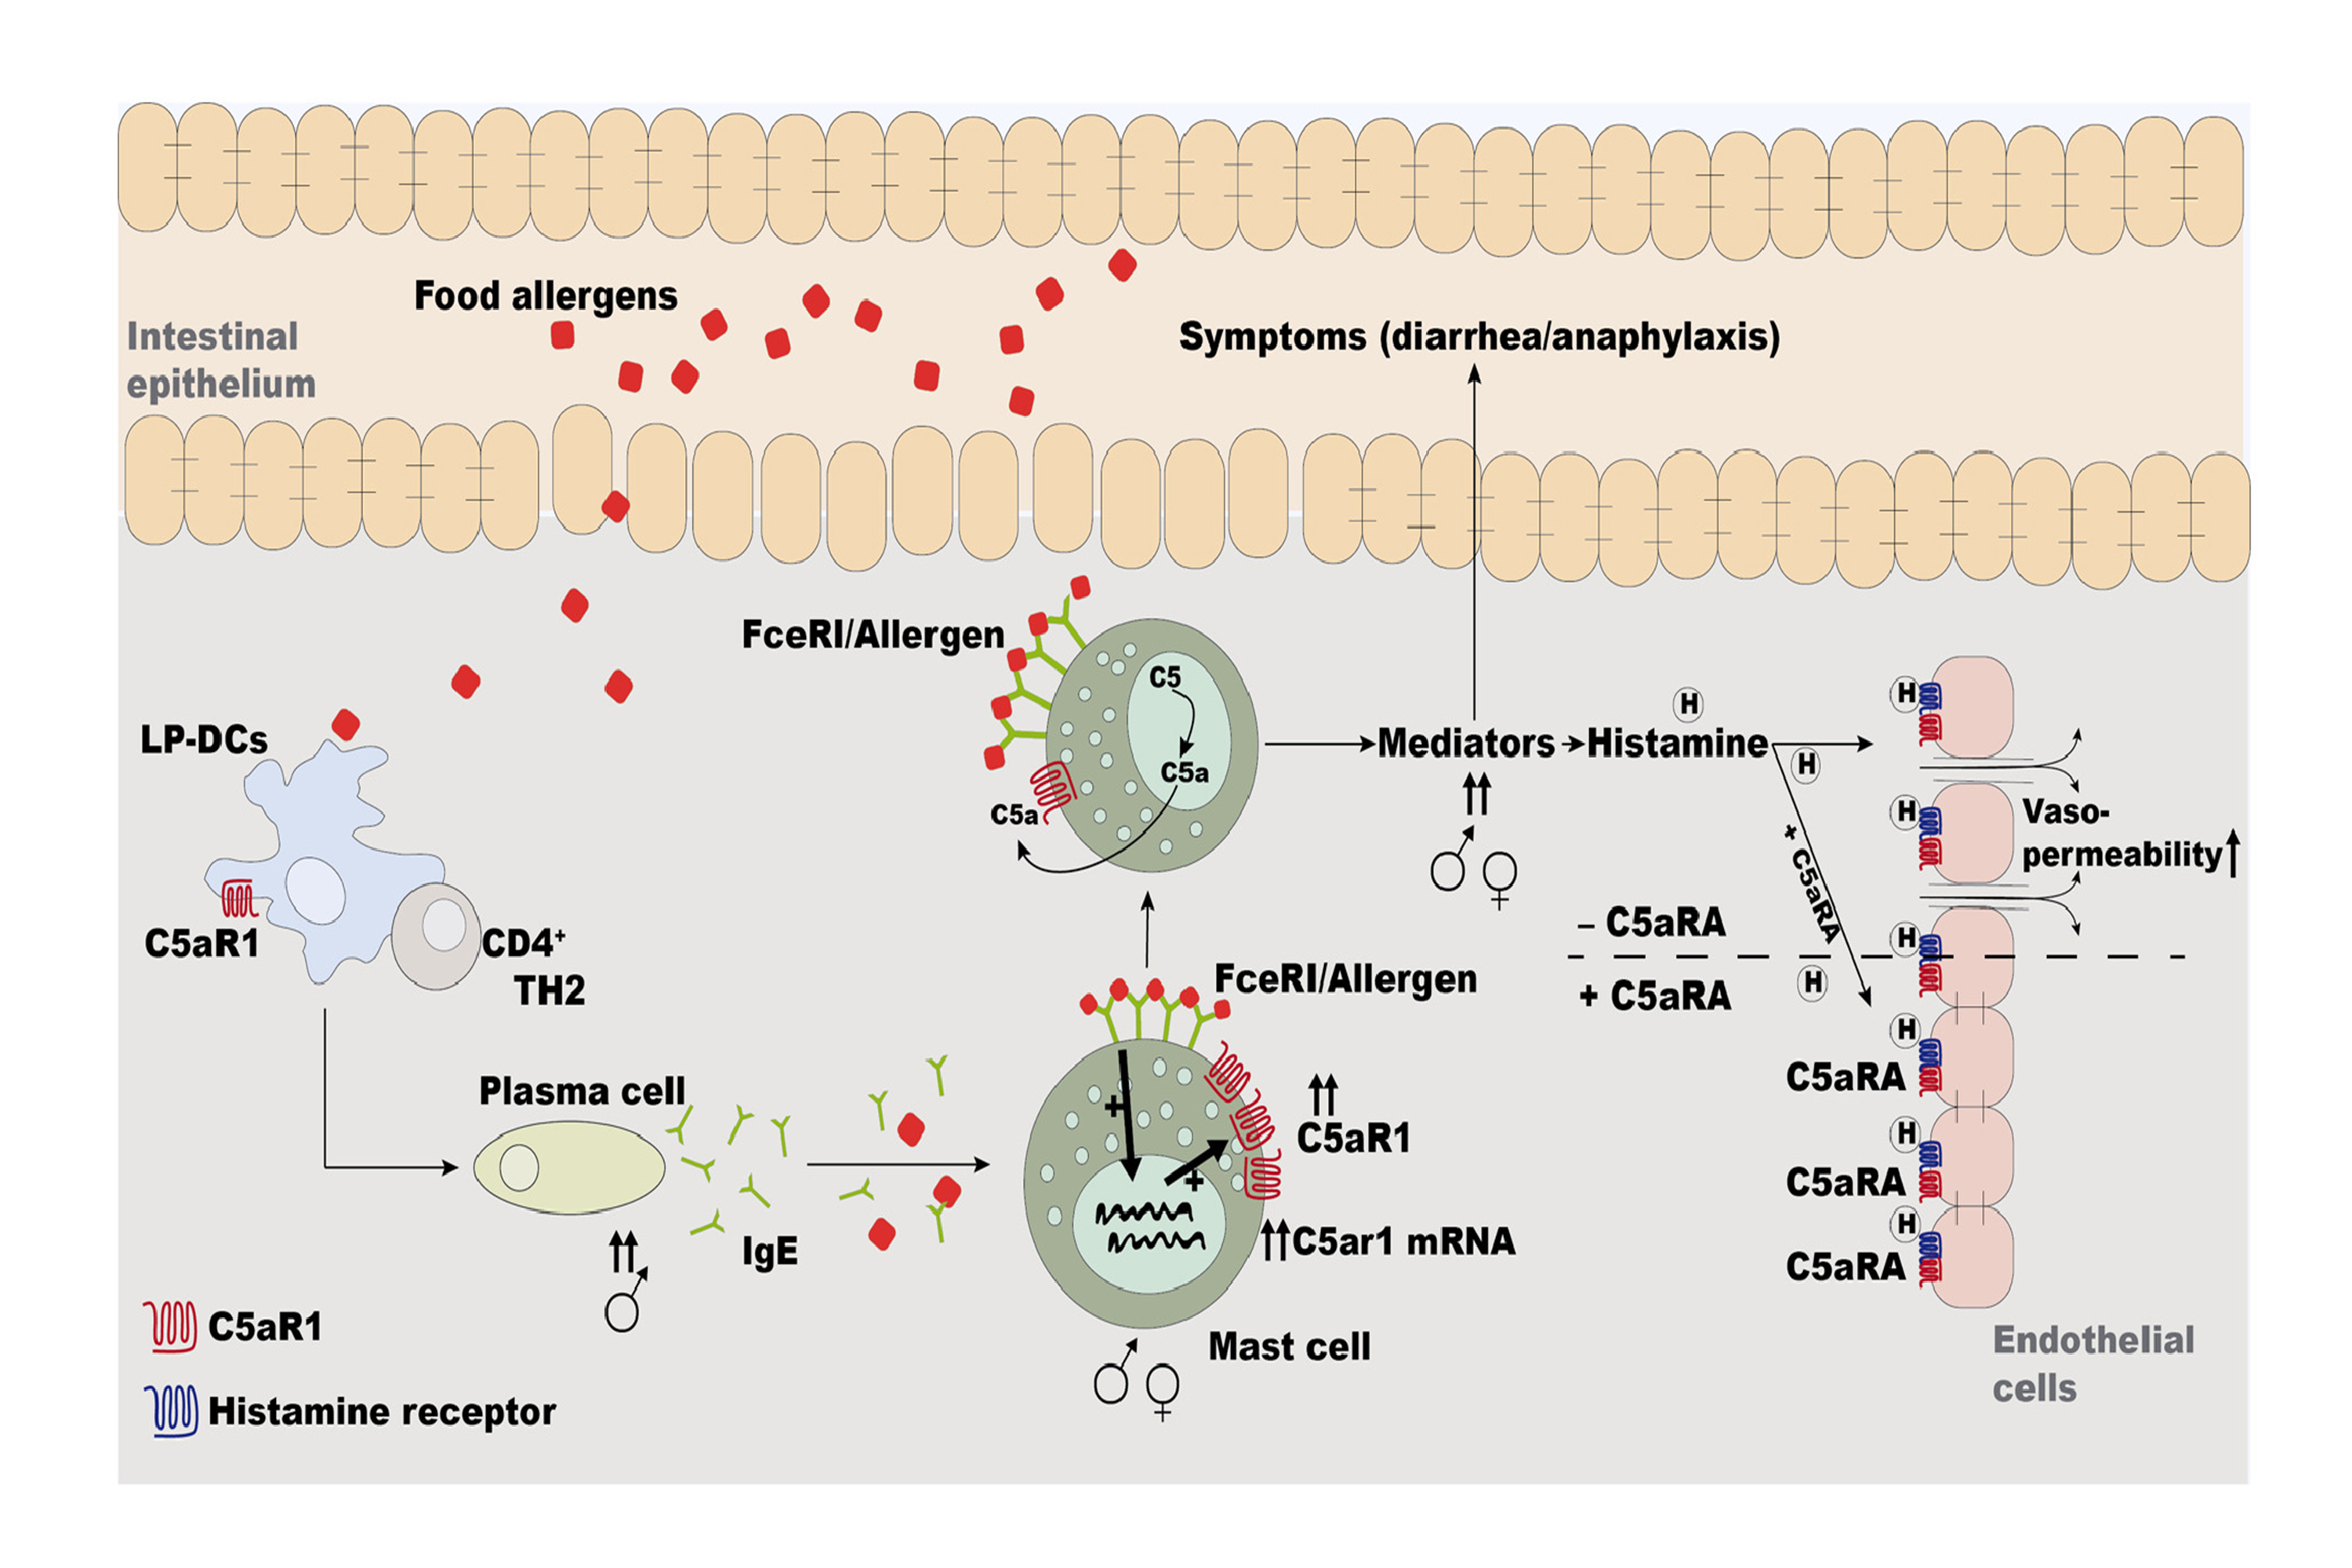 Food allergens
Intestinal
epithelium
Symptoms (diarrhea/anaphylaxis)
FceRI/Allergen
C5
C5a
C5a
LP-DCs
C5aR1
CD4⁺
TH2
Mediators
Histamine
H
H
H
+ C5aRA
H
H
H
H
H
H
Vaso-
permeability
– C5aRA
+ C5aRA
C5aRA
C5aRA
C5aRA
Endothelial
cells
FceRI/Allergen
+
+
C5aR1
C5ar1 mRNA
Mast cell
Plasma cell
IgE
C5aR1
Histamine receptor